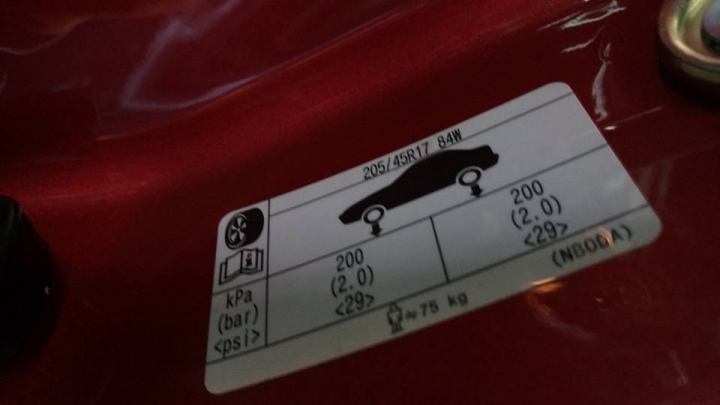 205/45R17 84W
kPa
(bar)
<psi>
200
(2.0)
<29>
200
(2.0)
<29>
≈75 kg
(NB0DA)